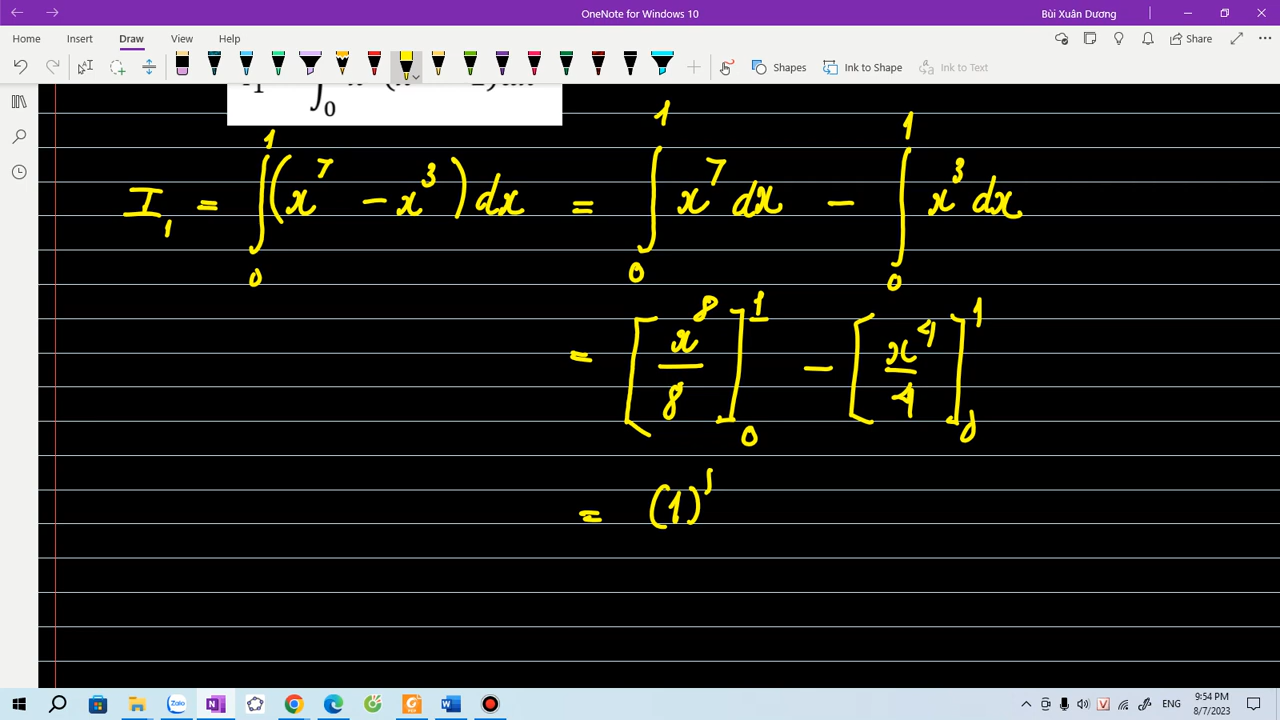 OneNote for Windows 10
Bùi Xuân Dương
Home Insert Draw View Help
Share
Shapes Ink to Shape Ink to Text
I₁ = ∫₀¹ (x⁷ - x³) dx = ∫₀¹ x⁷ dx - ∫₀¹ x³ dx
= [x⁸/8]₀¹ - [x⁴/4]₀¹
= (1)
Zalo
9:54 PM
8/7/2023